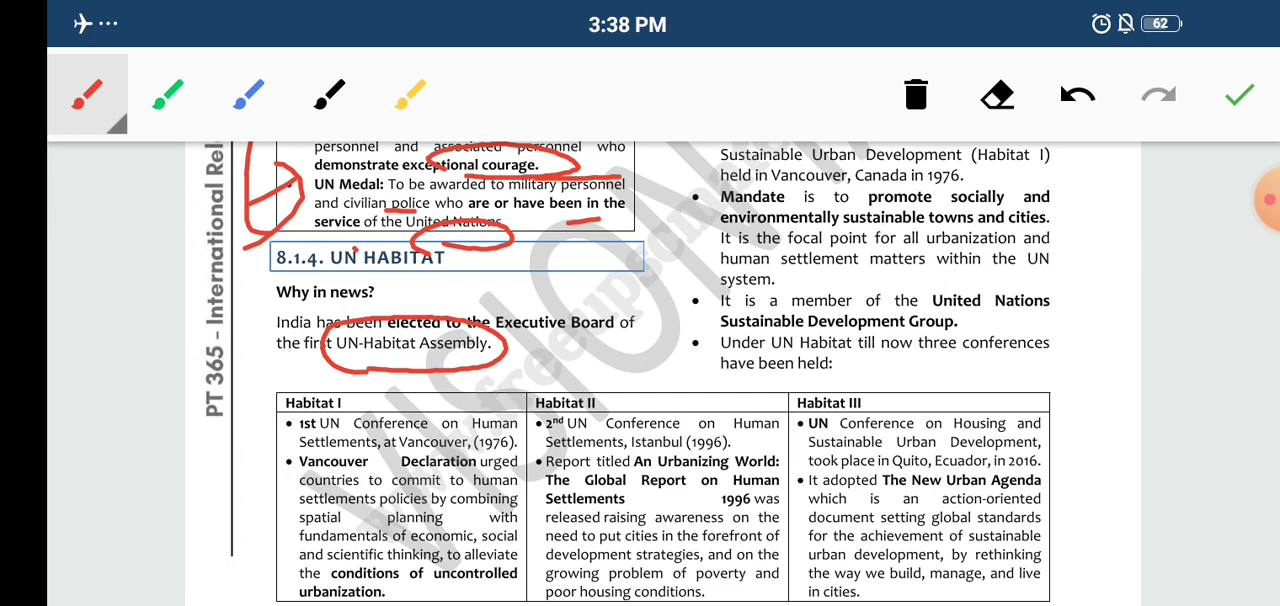 3:38 PM
62
PT 365 - International Rel
personnel and associated personnel who
demonstrate exceptional courage.
UN Medal: To be awarded to military personnel
and civilian police who are or have been in the
service of the United Nations.
8.1.4. UN HABITAT
Why in news?
India has been elected to the Executive Board of
the first UN-Habitat Assembly.
Sustainable Urban Development (Habitat I)
held in Vancouver, Canada in 1976.
• Mandate is to promote socially and
environmentally sustainable towns and cities.
It is the focal point for all urbanization and
human settlement matters within the UN
system.
• It is a member of the United Nations
Sustainable Development Group.
• Under UN Habitat till now three conferences
have been held:
Habitat I
• 1st UN Conference on Human
Settlements, at Vancouver, (1976).
• Vancouver Declaration urged
countries to commit to human
settlements policies by combining
spatial planning with
fundamentals of economic, social
and scientific thinking, to alleviate
the conditions of uncontrolled
urbanization.
Habitat II
• 2nd UN Conference on Human
Settlements, Istanbul (1996).
• Report titled An Urbanizing World:
The Global Report on Human
Settlements 1996 was
released raising awareness on the
need to put cities in the forefront of
development strategies, and on the
growing problem of poverty and
poor housing conditions.
Habitat III
• UN Conference on Housing and
Sustainable Urban Development,
took place in Quito, Ecuador, in 2016.
• It adopted The New Urban Agenda
which is an action-oriented
document setting global standards
for the achievement of sustainable
urban development, by rethinking
the way we build, manage, and live
in cities.